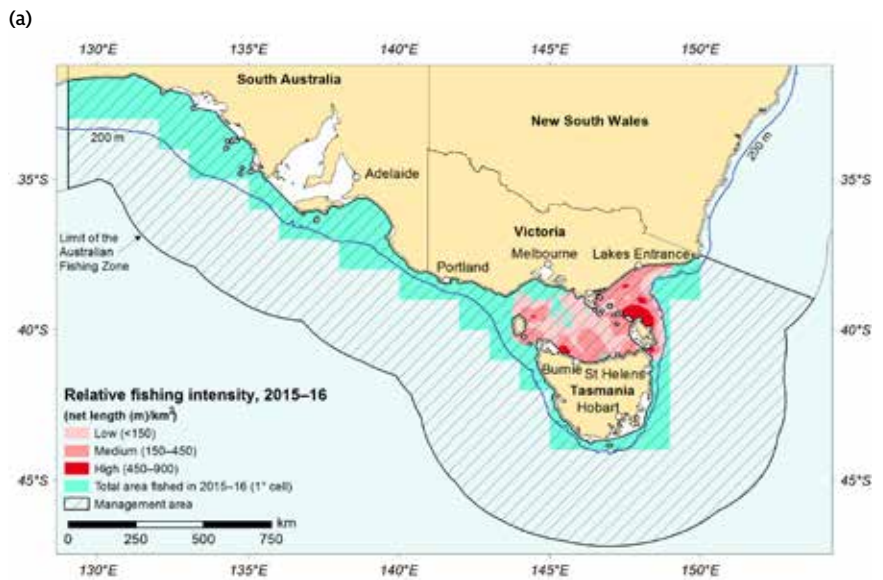 (a)
130°E 135°E 140°E 145°E 150°E
South Australia
New South Wales
200 m
200 m
35°S
35°S
Adelaide
Victoria
Limit of the
Australian
Fishing Zone
Melbourne
Lakes Entrance
Portland
40°S
40°S
Burnie
St Helens
Tasmania
Hobart
Relative fishing intensity, 2015–16
(net length (m)/km²)
Low (<150)
Medium (150–450)
High (450–900)
Total area fished in 2015–16 (1° cell)
Management area
45°S
45°S
km
0 250 500 750
130°E 135°E 140°E 145°E 150°E